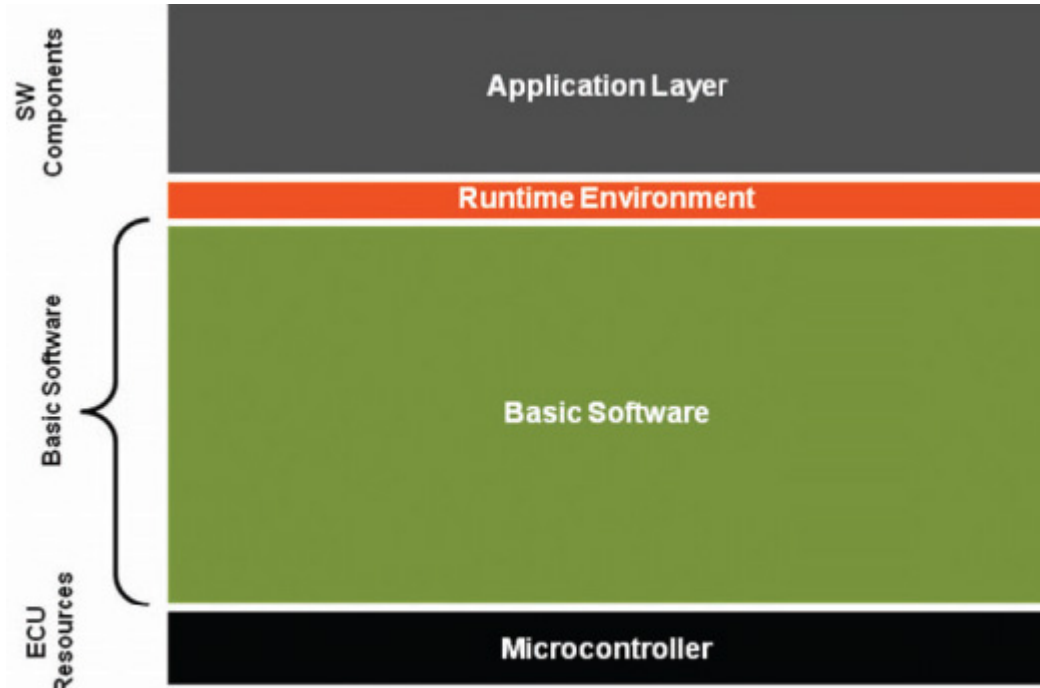 SW
Components
Application Layer
Runtime Environment
Basic Software
Basic Software
ECU
Resources
Microcontroller